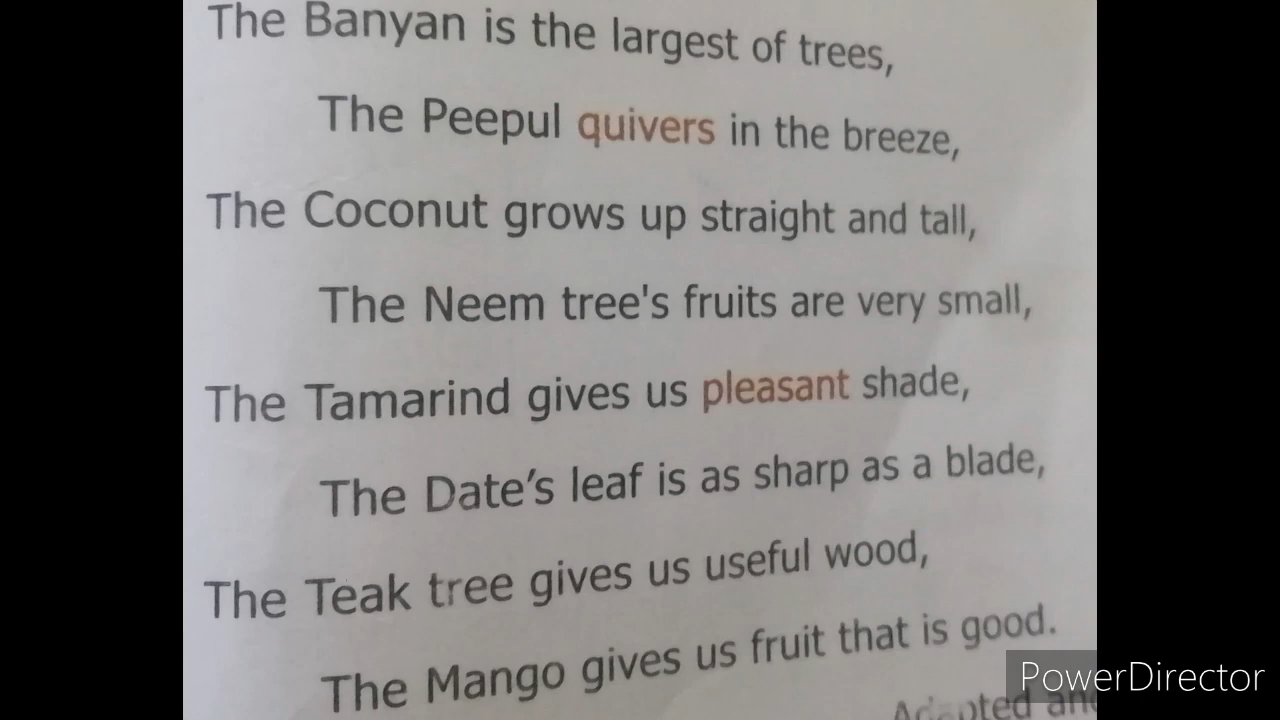 The Banyan is the largest of trees,
The Peepul quivers in the breeze,
The Coconut grows up straight and tall,
The Neem tree's fruits are very small,
The Tamarind gives us pleasant shade,
The Date's leaf is as sharp as a blade,
The Teak tree gives us useful wood,
The Mango gives us fruit that is good.
PowerDirector
Adapted and